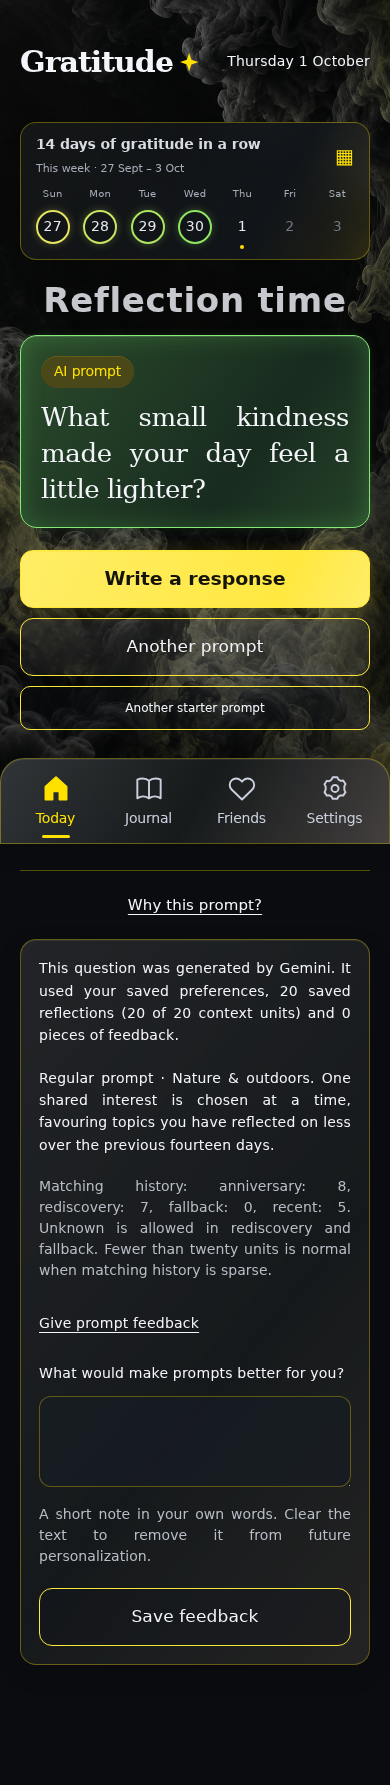 Gratitude
Thursday 1 October
14 days of gratitude in a row
This week · 27 Sept – 3 Oct
Sun Mon Tue Wed Thu Fri Sat
27 28 29 30 1 2 3
Reflection time
AI prompt
What small kindness
made your day feel a
little lighter?
Write a response
Another prompt
Another starter prompt
Today Journal Friends Settings
Why this prompt?
This question was generated by Gemini. It
used your saved preferences, 20 saved
reflections (20 of 20 context units) and 0
pieces of feedback.
Regular prompt · Nature & outdoors. One
shared interest is chosen at a time,
favouring topics you have reflected on less
over the previous fourteen days.
Matching history: anniversary: 8,
rediscovery: 7, fallback: 0, recent: 5.
Unknown is allowed in rediscovery and
fallback. Fewer than twenty units is normal
when matching history is sparse.
Give prompt feedback
What would make prompts better for you?
A short note in your own words. Clear the
text to remove it from future
personalization.
Save feedback